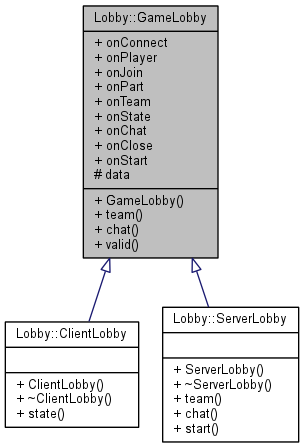 Lobby::GameLobby
+ onConnect
+ onPlayer
+ onJoin
+ onPart
+ onTeam
+ onState
+ onChat
+ onClose
+ onStart
# data
+ GameLobby()
+ team()
+ chat()
+ valid()
Lobby::ClientLobby
+ ClientLobby()
+ ~ClientLobby()
+ state()
Lobby::ServerLobby
+ ServerLobby()
+ ~ServerLobby()
+ team()
+ chat()
+ start()